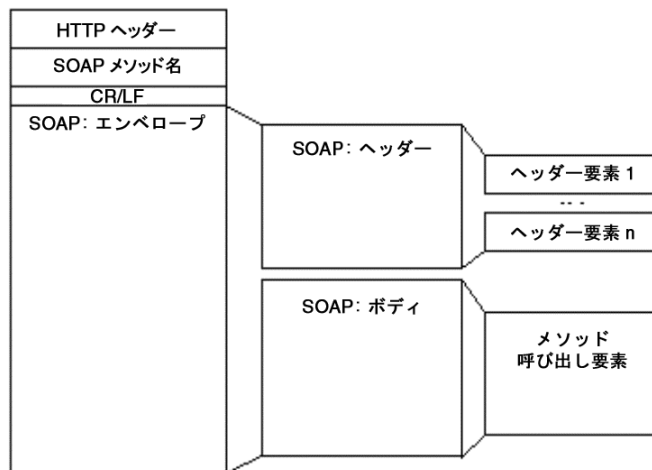 HTTP ヘッダー
SOAP メソッド名
CR/LF
SOAP: エンベロープ
SOAP: ヘッダー
ヘッダー要素 1
...
ヘッダー要素 n
SOAP: ボディ
メソッド
呼び出し要素